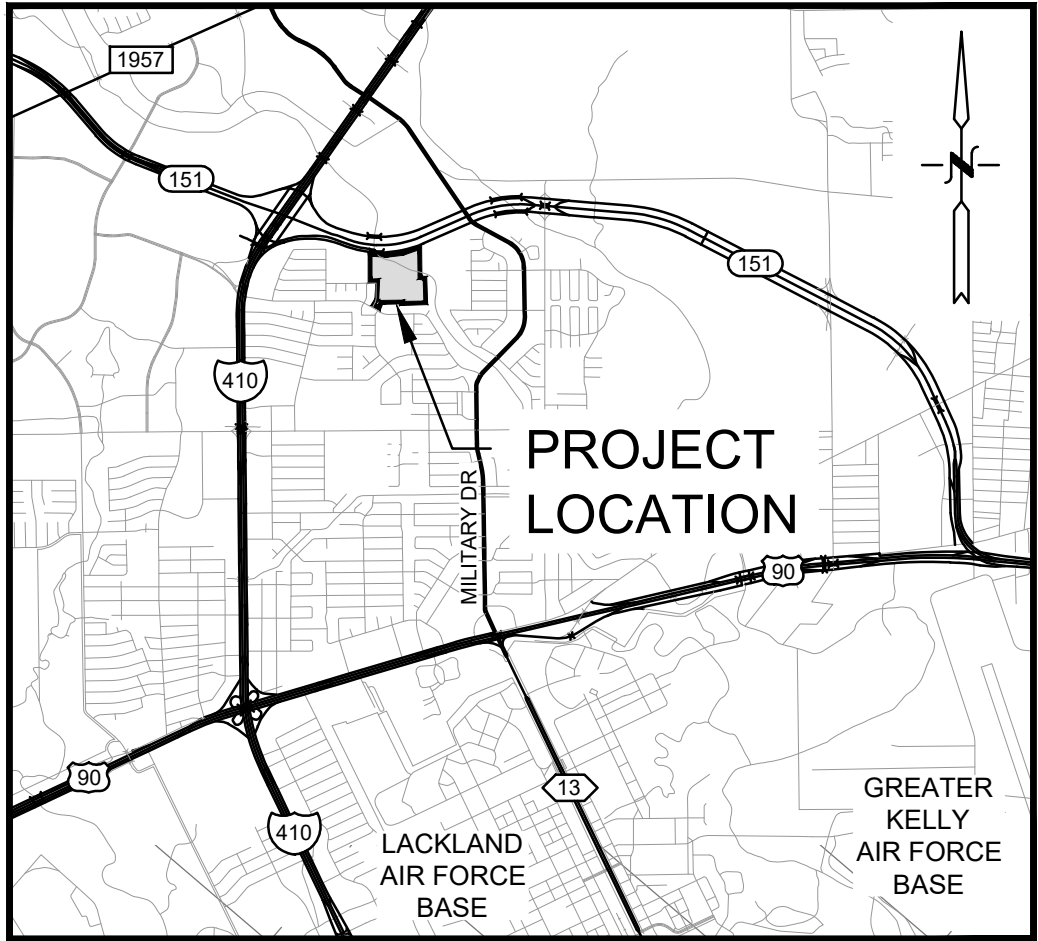 1957
N
151
151
410
PROJECT
LOCATION
MILITARY DR
90
90
13
410
LACKLAND
AIR FORCE
BASE
GREATER
KELLY
AIR FORCE
BASE